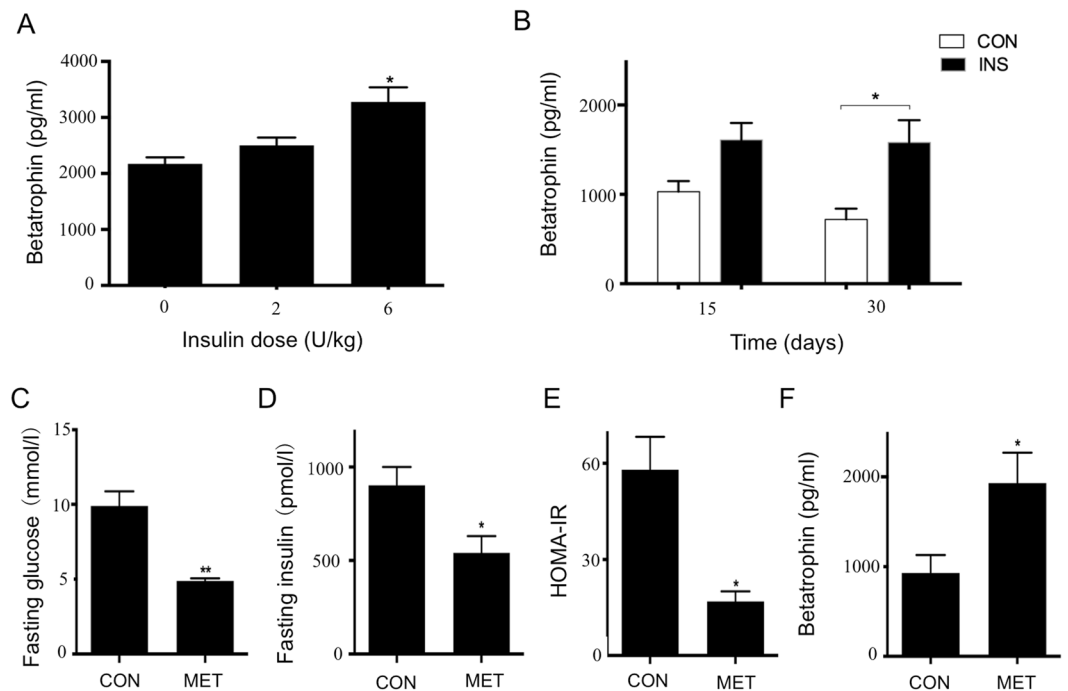 A
Betatrophin (pg/ml)
4000
3000
2000
1000
0
*
0 2 6
Insulin dose (U/kg)
B
CON
INS
Betatrophin (pg/ml)
2000
1000
0
*
15 30
Time (days)
C
Fasting glucose (mmol/l)
15
10
5
0
**
CON MET
D
Fasting insulin (pmol/l)
1000
500
0
*
CON MET
E
HOMA-IR
60
30
0
*
CON MET
F
Betatrophin (pg/ml)
2000
1000
0
*
CON MET